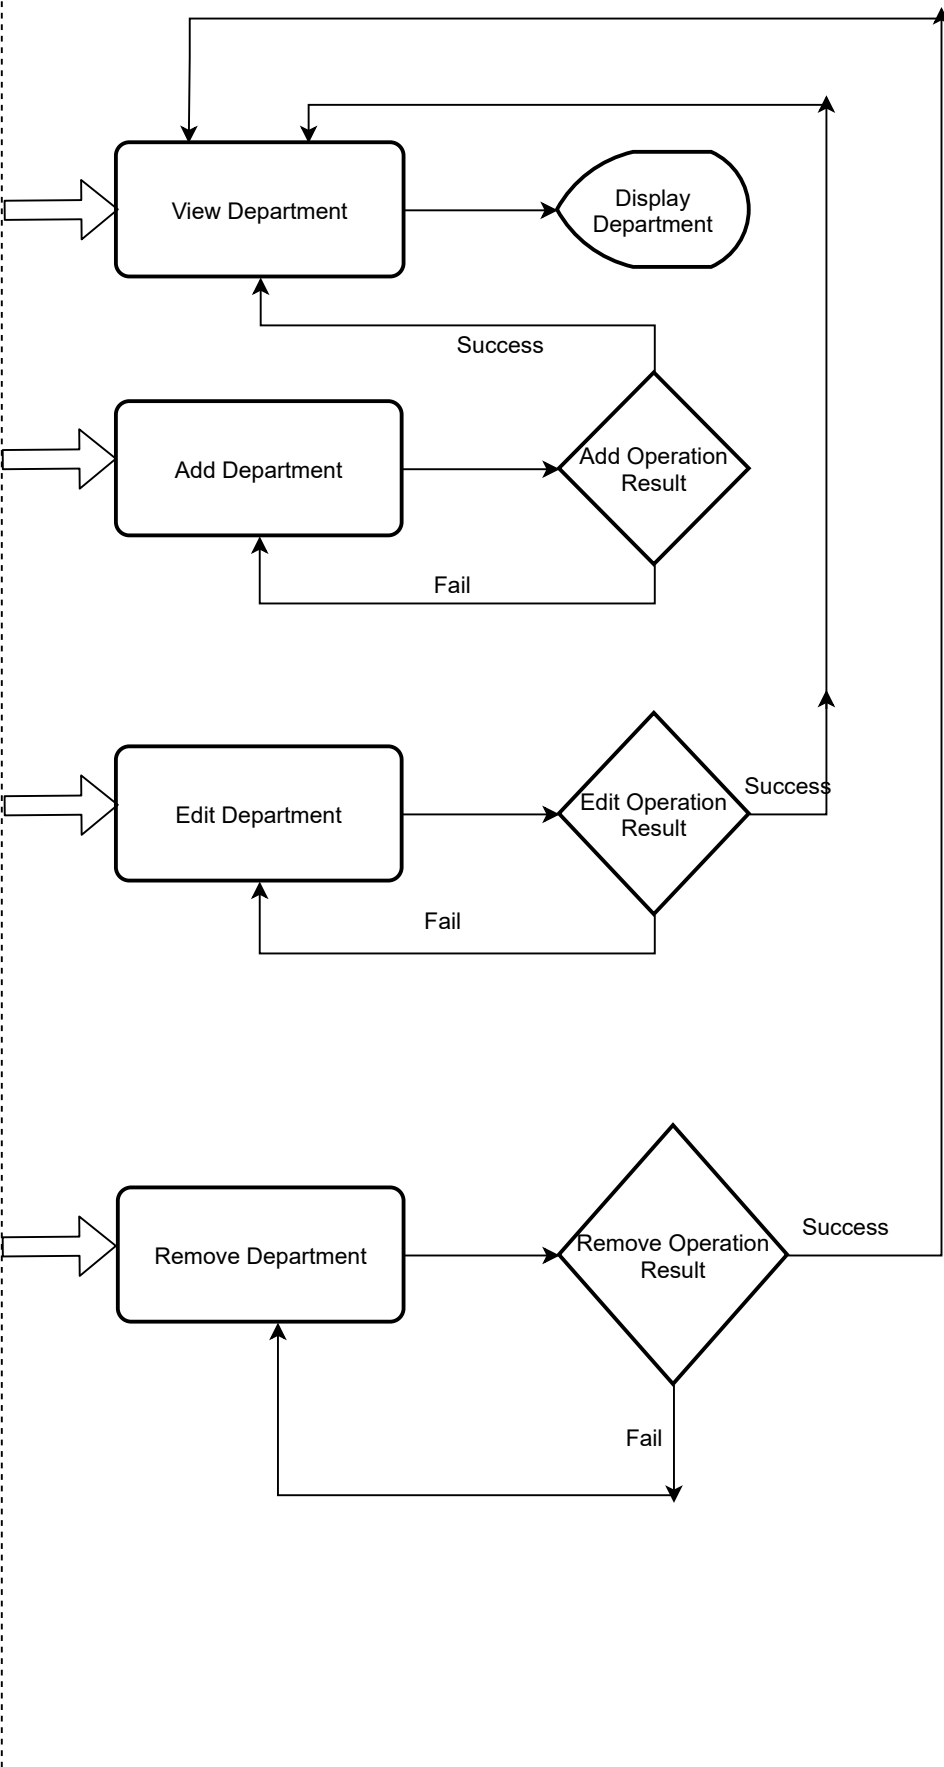 View Department
Display
Department
Success
Add Department
Add Operation
Result
Fail
Edit Department
Edit Operation
Result
Success
Fail
Remove Department
Remove Operation
Result
Success
Fail